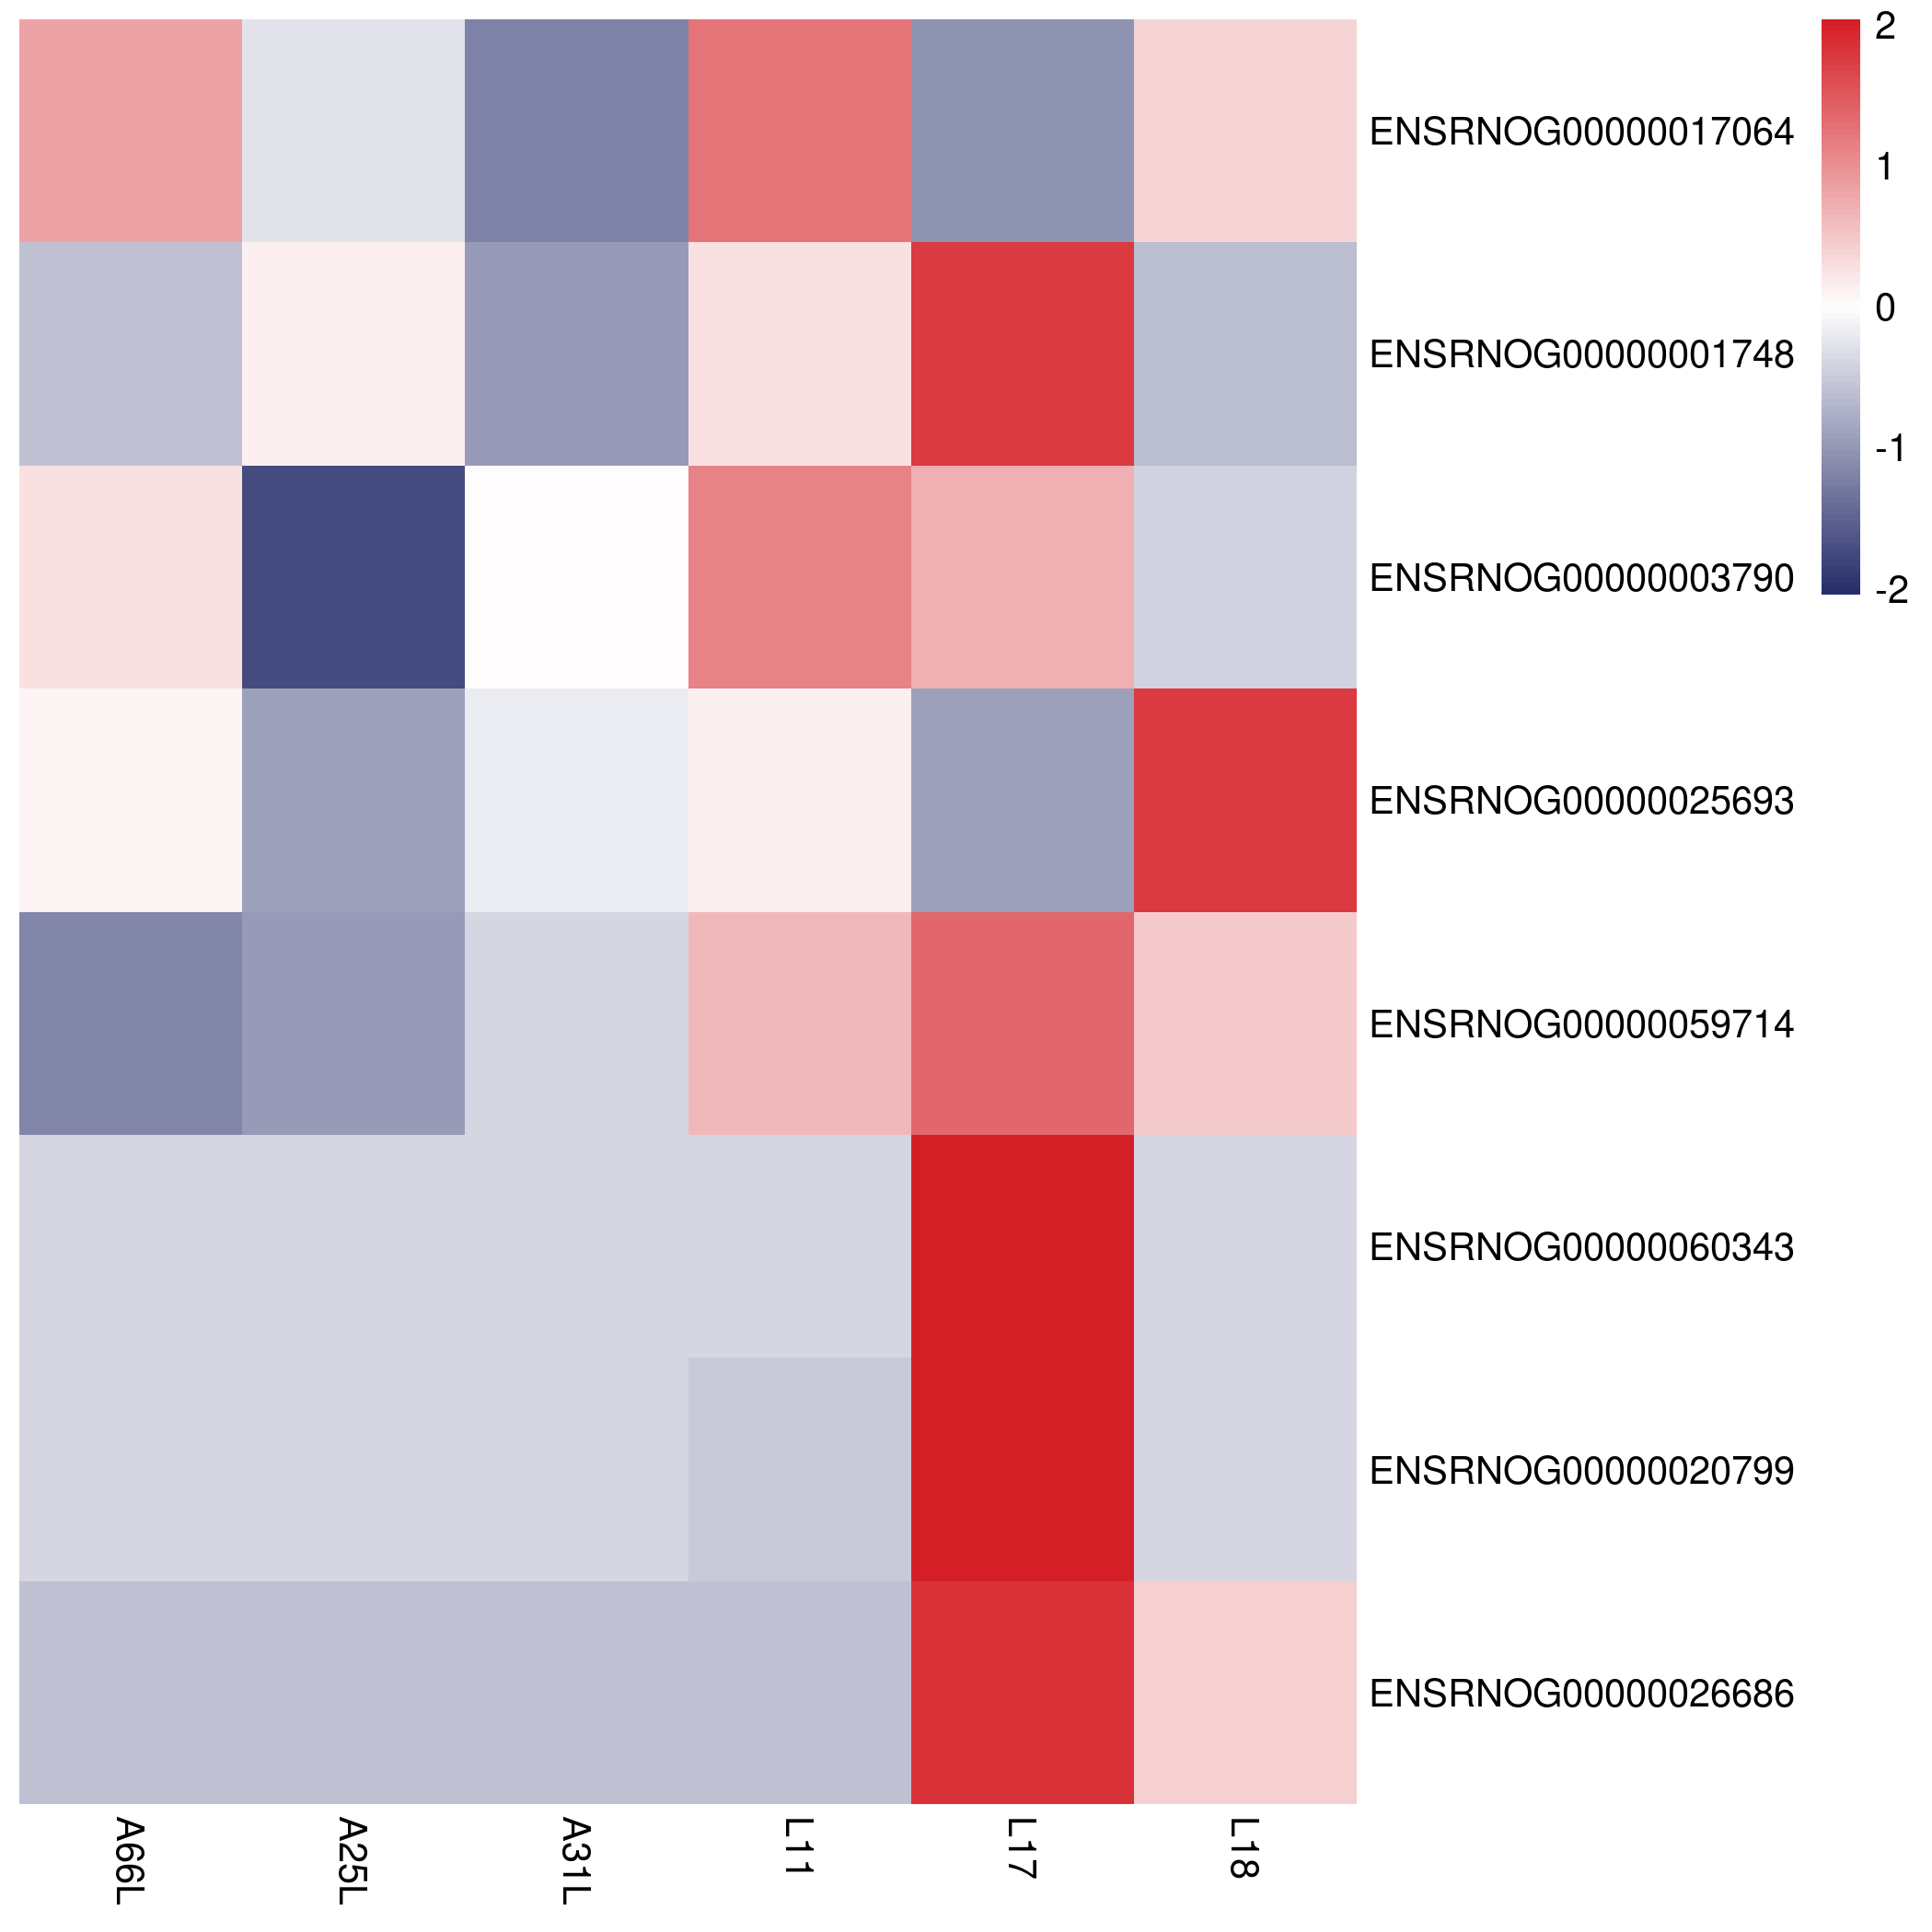 2
1
0
-1
-2
ENSRNOG00000017064
ENSRNOG00000001748
ENSRNOG00000003790
ENSRNOG00000025693
ENSRNOG00000059714
ENSRNOG00000060343
ENSRNOG00000020799
ENSRNOG00000026686
A66L
A25L
A31L
L11
L17
L18